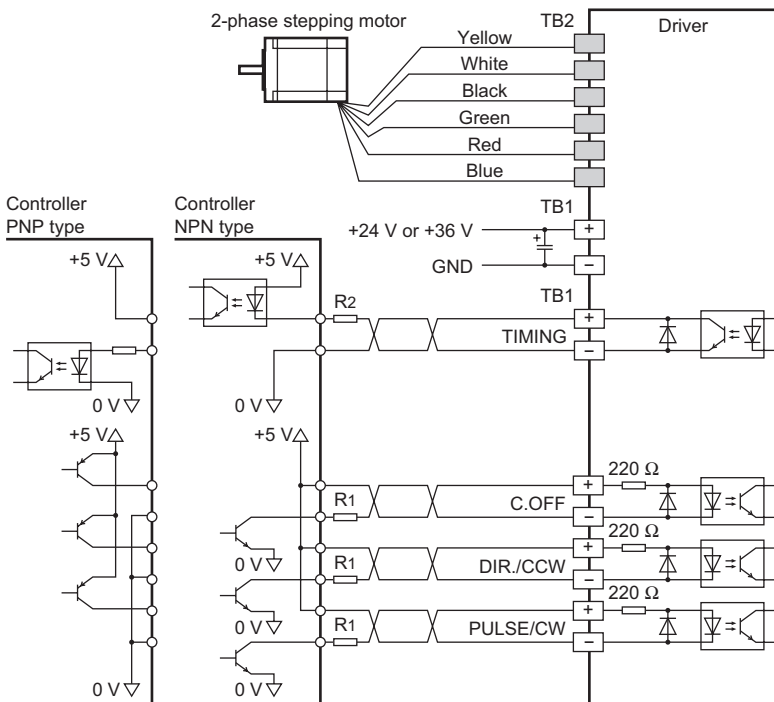 2-phase stepping motor
TB2
Driver
Yellow
White
Black
Green
Red
Blue
TB1
+24 V or +36 V
+
+
GND
−
Controller
PNP type
Controller
NPN type
+5 V
+5 V
TB1
R2
+
TIMING
−
0 V
0 V
+5 V
+5 V
+
220 Ω
R1
C.OFF
−
0 V
+
220 Ω
R1
DIR./CCW
−
0 V
+
220 Ω
R1
PULSE/CW
−
0 V
0 V